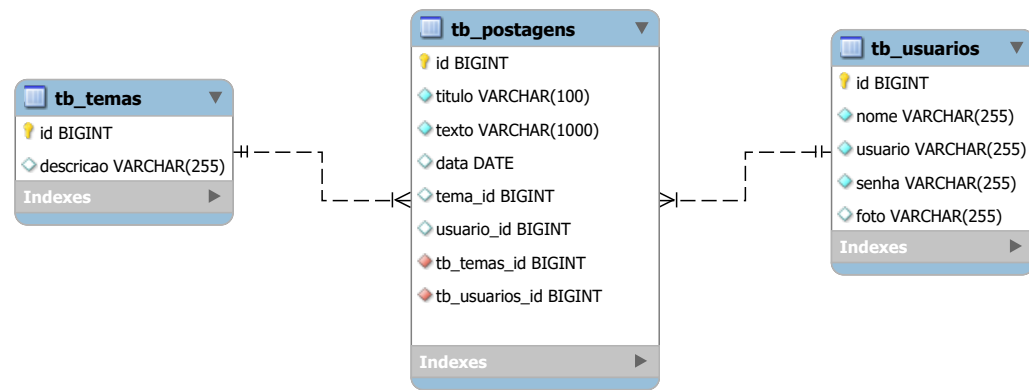 tb_temas
id BIGINT
descricao VARCHAR(255)
Indexes
tb_postagens
id BIGINT
titulo VARCHAR(100)
texto VARCHAR(1000)
data DATE
tema_id BIGINT
usuario_id BIGINT
tb_temas_id BIGINT
tb_usuarios_id BIGINT
Indexes
tb_usuarios
id BIGINT
nome VARCHAR(255)
usuario VARCHAR(255)
senha VARCHAR(255)
foto VARCHAR(255)
Indexes